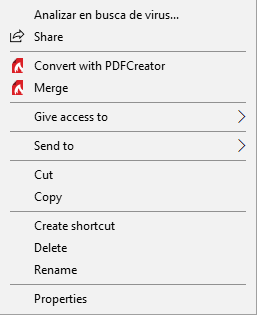 Analizar en busca de virus...
Share
Convert with PDFCreator
Merge
Give access to
Send to
Cut
Copy
Create shortcut
Delete
Rename
Properties